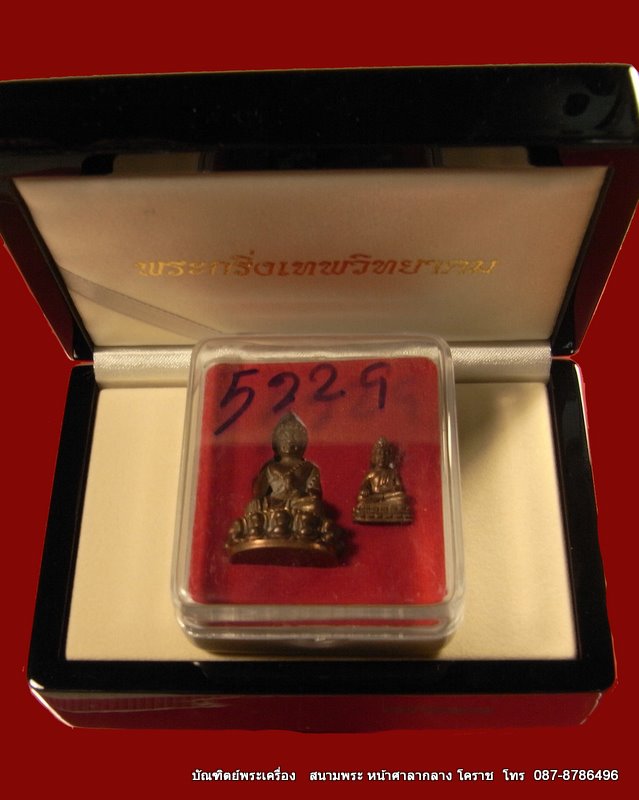 พระกริ่งเทพวิทยาคม
5229
บัณฑิตย์พระเครื่อง สนามพระ หน้าศาลากลาง โคราช โทร 087-8786496